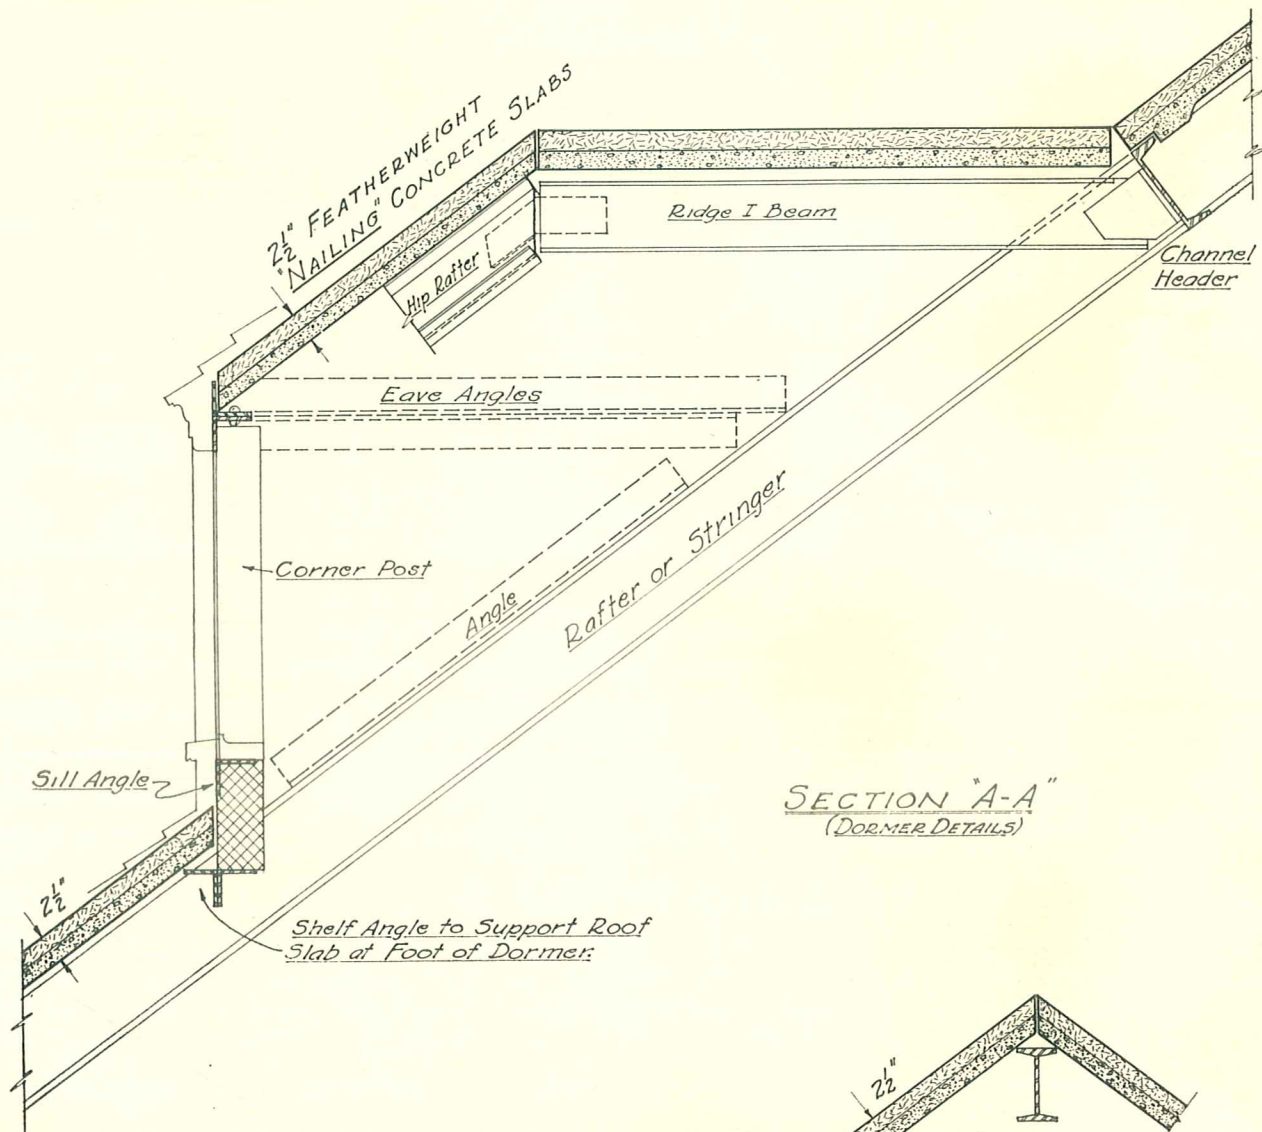 2½" FEATHERWEIGHT
"NAILING" CONCRETE SLABS
Ridge I Beam
Channel
Header
Hip Rafter
Eave Angles
Corner Post
Angle
Rafter or Stringer
Sill Angle
SECTION "A-A"
(DORMER DETAILS)
2½"
Shelf Angle to Support Roof
Slab at Foot of Dormer.
2½"